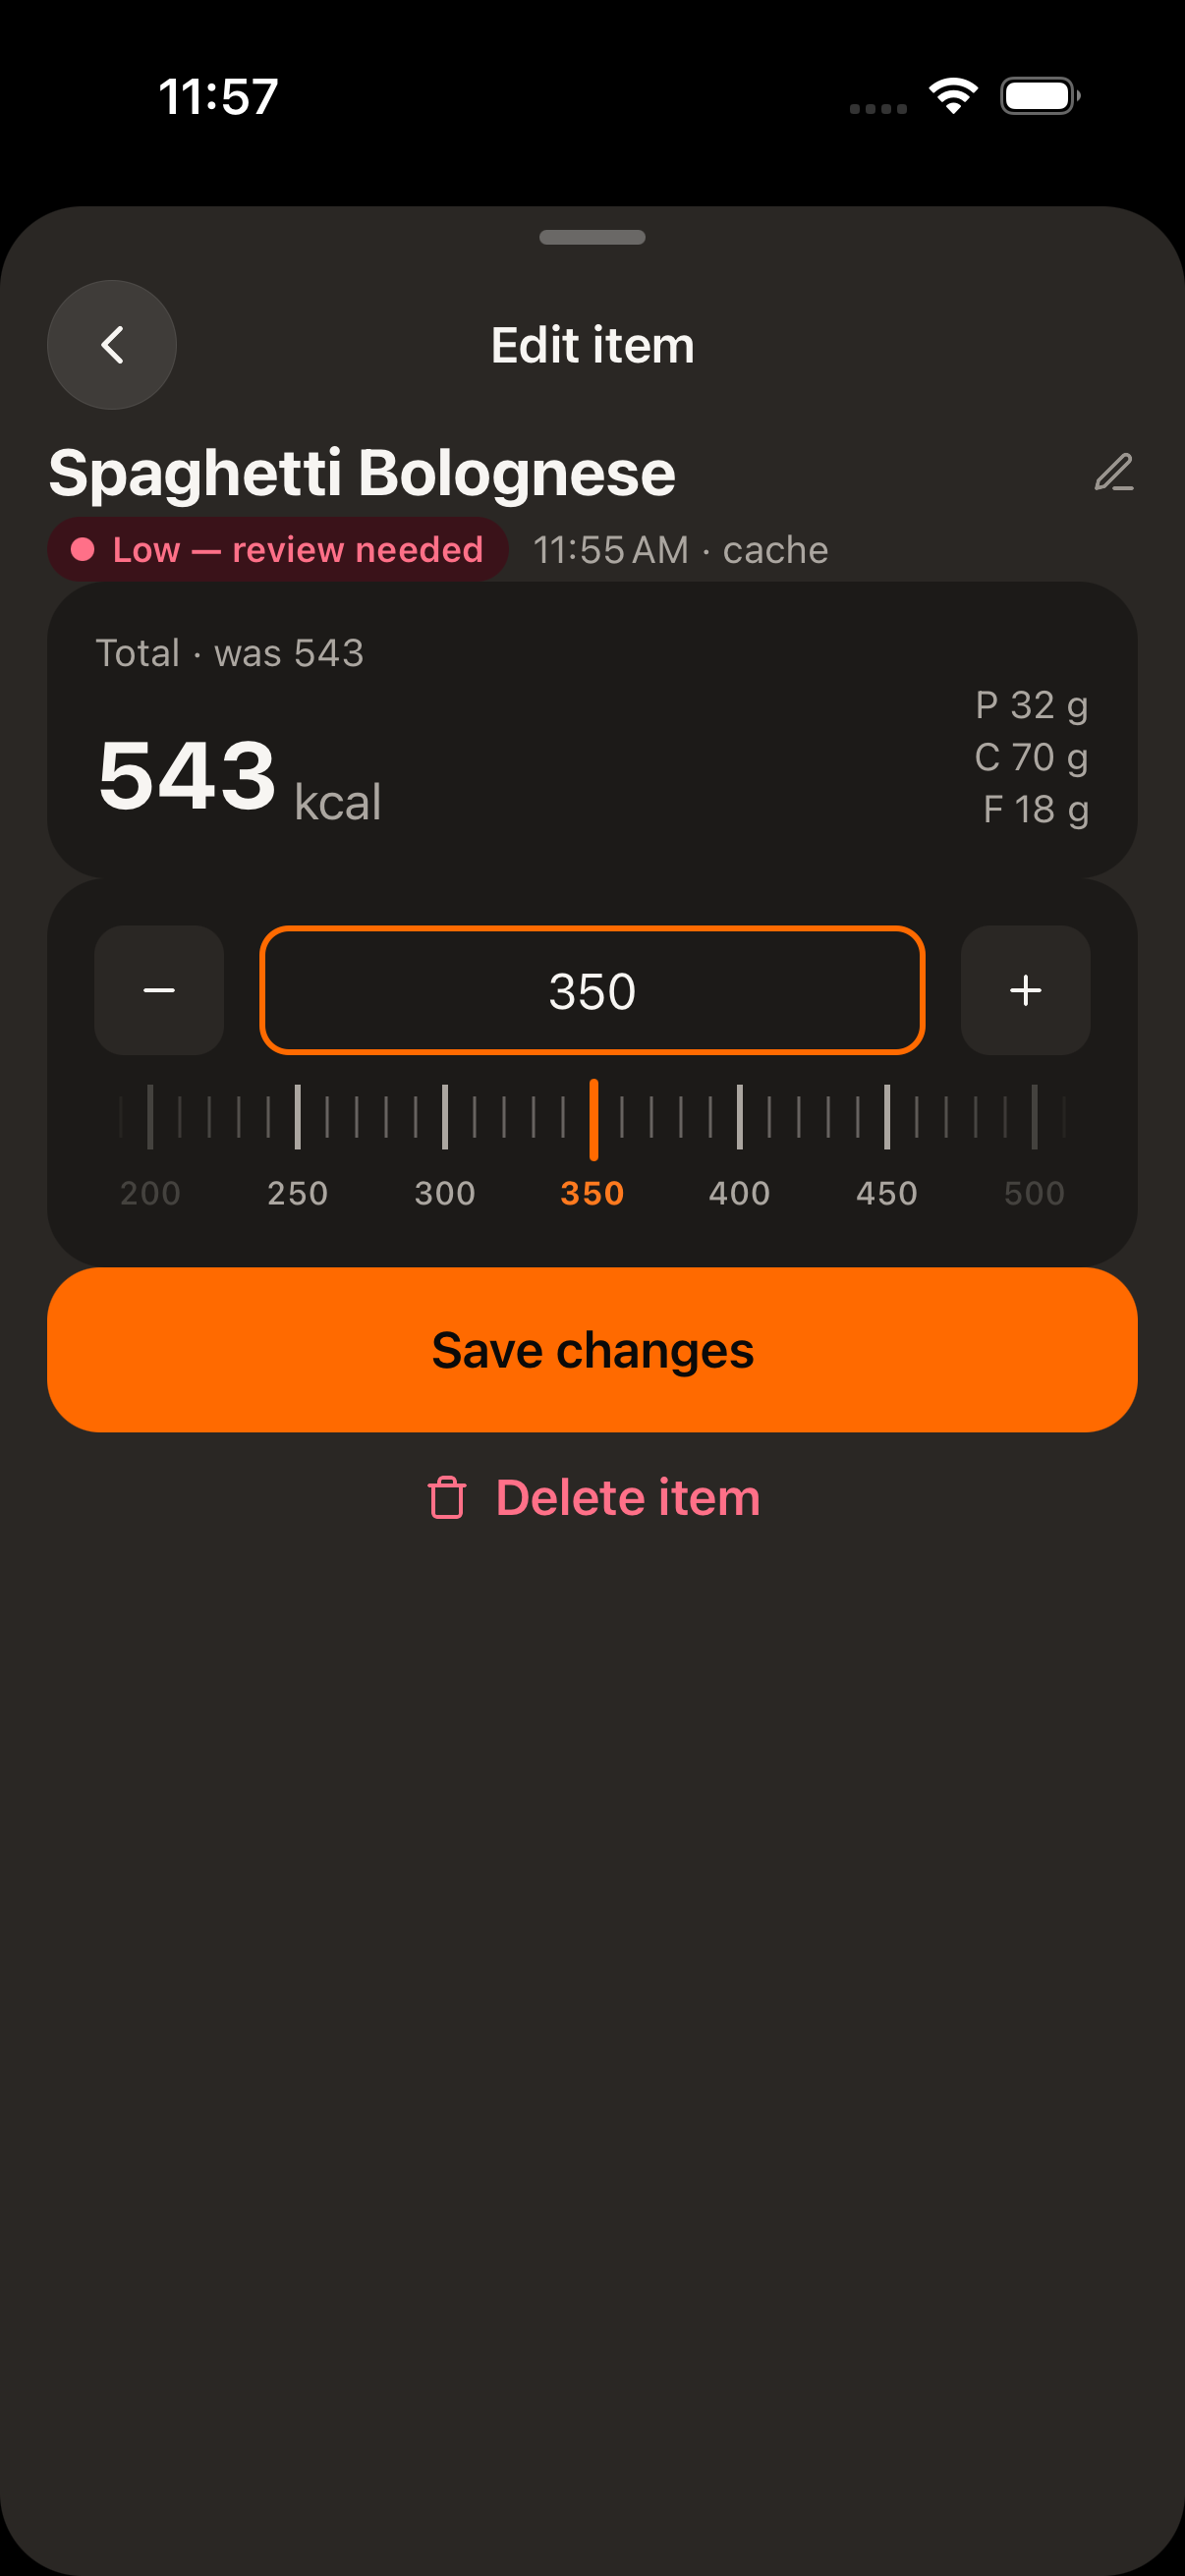 11:57
Edit item
Spaghetti Bolognese
Low — review needed 11:55 AM · cache
Total · was 543
543 kcal
P 32 g
C 70 g
F 18 g
350
200 250 300 350 400 450 500
Save changes
Delete item